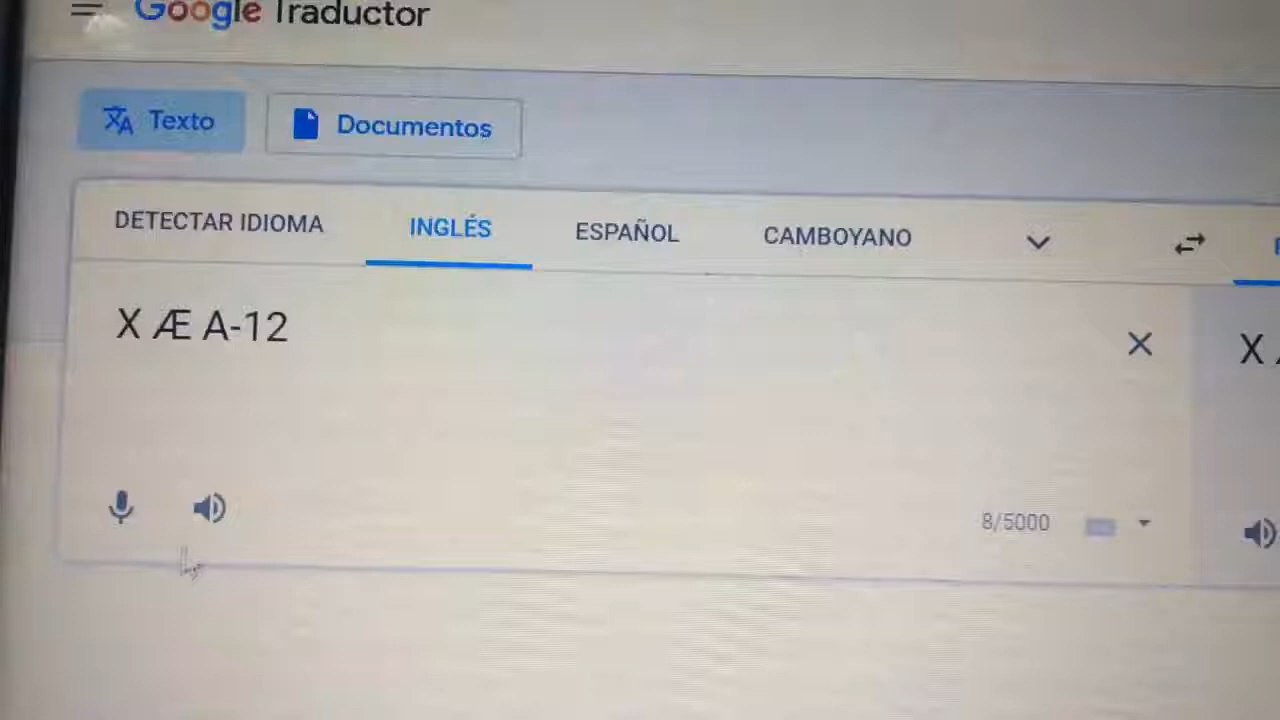 Google Traductor
Texto
Documentos
DETECTAR IDIOMA
INGLÉS
ESPAÑOL
CAMBOYANO
X Æ A-12
X
8/5000